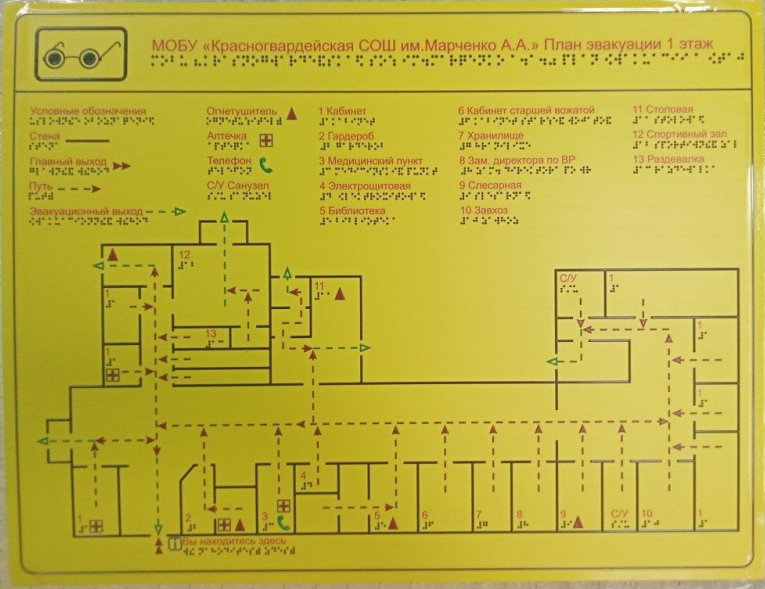 МОБУ «Красногвардейская СОШ им.Марченко А.А.» План эвакуации 1 этаж
Условные обозначения
Стена
Главный выход
Путь
Эвакуационный выход
Огнетушитель
Аптечка
Телефон
С/У Санузел
1 Кабинет
2 Гардероб
3 Медицинский пункт
4 Электрощитовая
5 Библиотека
6 Кабинет старшей вожатой
7 Хранилище
8 Зам. директора по ВР
9 Слесарная
10 Завхоз
11 Столовая
12 Спортивный зал
13 Раздевалка
12
11
С/У
1
1
13
1
1
1
4
1
2
3
5
6
7
8
9
С/У
10
1
Вы находитесь здесь